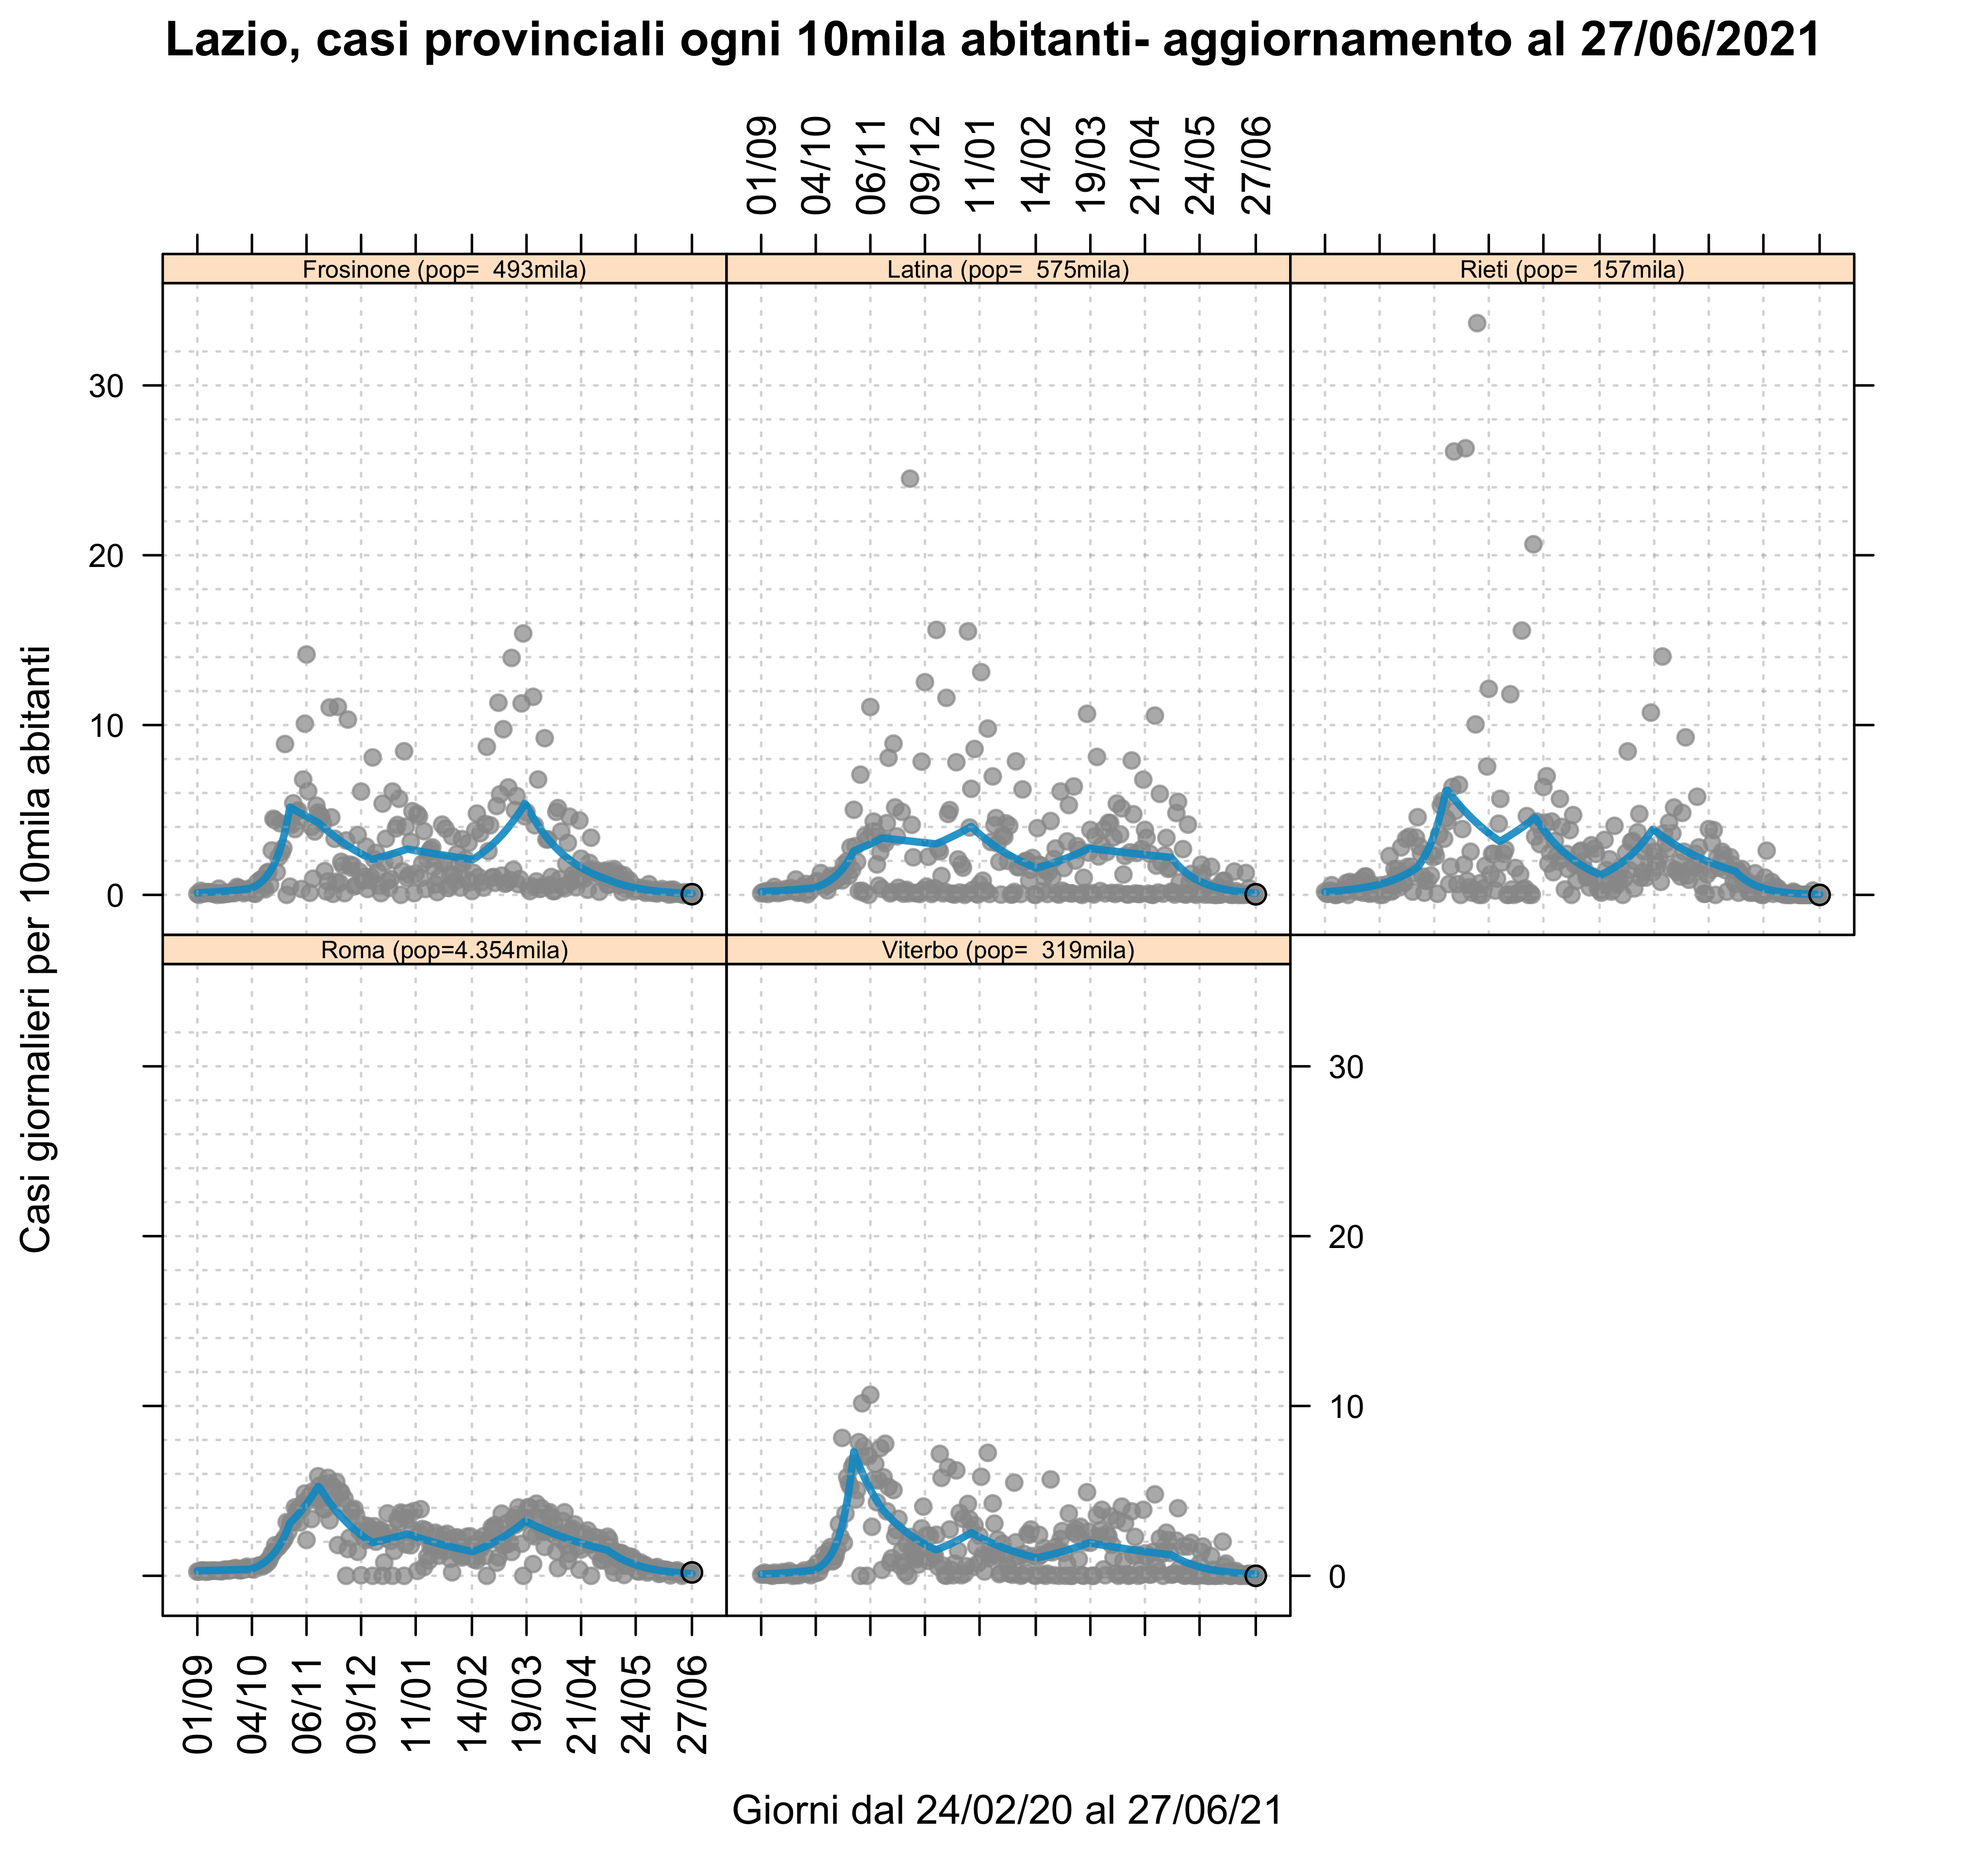 Lazio, casi provinciali ogni 10mila abitanti- aggiornamento al 27/06/2021
01/09 04/10 06/11 09/12 11/01 14/02 19/03 21/04 24/05 27/06
Frosinone (pop=  493mila)
Latina (pop=  575mila)
Rieti (pop=  157mila)
30
20
10
0
Casi giornalieri per 10mila abitanti
Roma (pop=4.354mila)
Viterbo (pop=  319mila)
30
20
10
0
01/09 04/10 06/11 09/12 11/01 14/02 19/03 21/04 24/05 27/06
Giorni dal 24/02/20 al 27/06/21